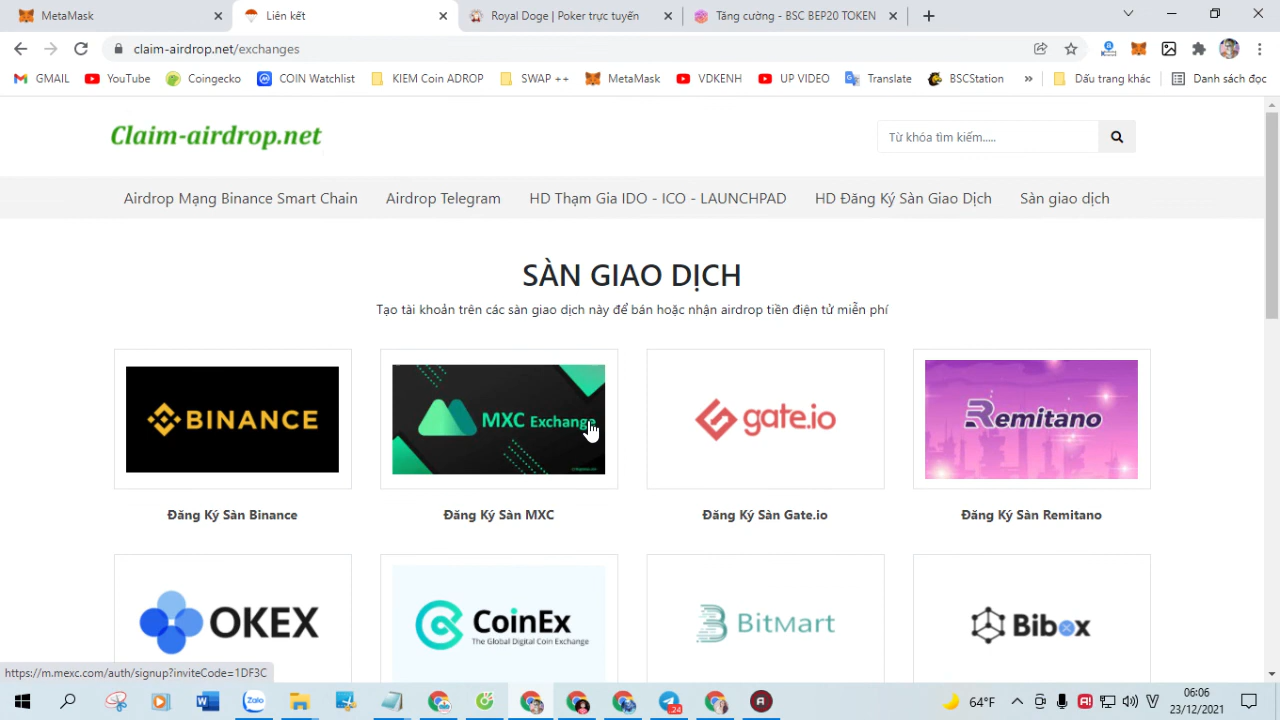 MetaMask
Liên kết
Royal Doge | Poker trực tuyến
Tăng cường - BSC BEP20 TOKEN
claim-airdrop.net/exchanges
GMAIL
YouTube
Coingecko
COIN Watchlist
KIEM Coin ADROP
SWAP ++
MetaMask
VDKENH
UP VIDEO
Translate
BSCStation
»
Dấu trang khác
Danh sách đọc
Claim-airdrop.net
Từ khóa tìm kiếm.....
Airdrop Mạng Binance Smart Chain
Airdrop Telegram
HD Thạm Gia IDO - ICO - LAUNCHPAD
HD Đăng Ký Sàn Giao Dịch
Sàn giao dịch
SÀN GIAO DỊCH
Tạo tài khoản trên các sàn giao dịch này để bán hoặc nhận airdrop tiền điện tử miễn phí
BINANCE
MXC Exchange
gate.io
Remitano
Đăng Ký Sàn Binance
Đăng Ký Sàn MXC
Đăng Ký Sàn Gate.io
Đăng Ký Sàn Remitano
OKEX
CoinEx
The Global Digital Coin Exchange
BitMart
Bibox
https://m.mexc.com/auth/signup?inviteCode=1DF3C
Zalo
24
64°F
06:06
23/12/2021